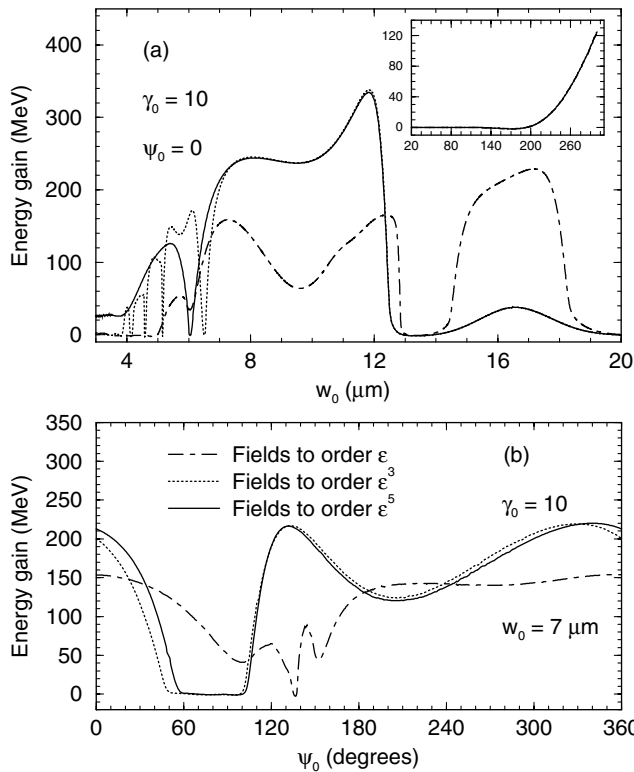 400
300
200
100
0
Energy gain (MeV)
(a)
γ₀ = 10
ψ₀ = 0
120
80
40
0
20 80 140 200 260
4 8 12 16 20
w₀ (μm)
350
300
250
200
150
100
50
0
Energy gain (MeV)
Fields to order ε
Fields to order ε³
Fields to order ε⁵
(b)
γ₀ = 10
w₀ = 7 μm
0 60 120 180 240 300 360
ψ₀ (degrees)